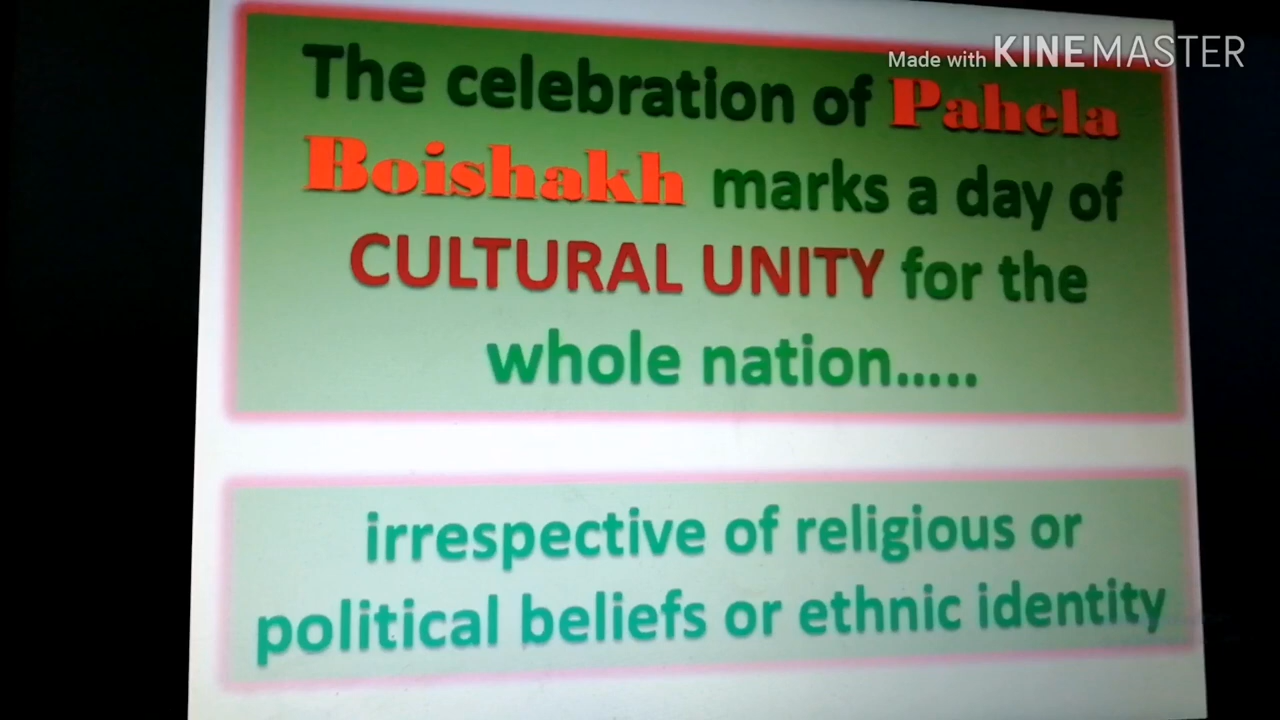 Made with KINEMASTER
The celebration of Pahela
Boishakh marks a day of
CULTURAL UNITY for the
whole nation.....
irrespective of religious or
political beliefs or ethnic identity